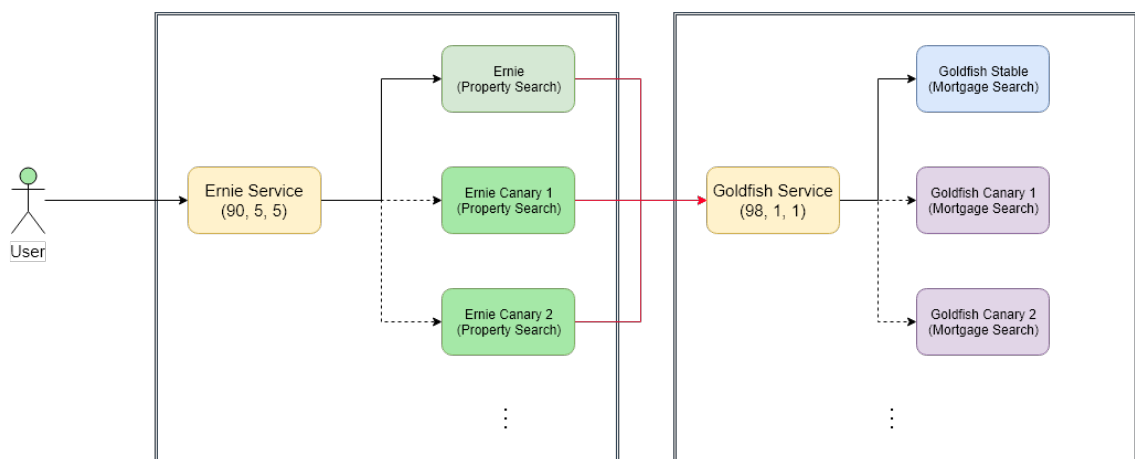 Ernie
(Property Search)
Goldfish Stable
(Mortgage Search)
User
Ernie Service
(90, 5, 5)
Ernie Canary 1
(Property Search)
Goldfish Service
(98, 1, 1)
Goldfish Canary 1
(Mortgage Search)
Ernie Canary 2
(Property Search)
Goldfish Canary 2
(Mortgage Search)
⋮
⋮